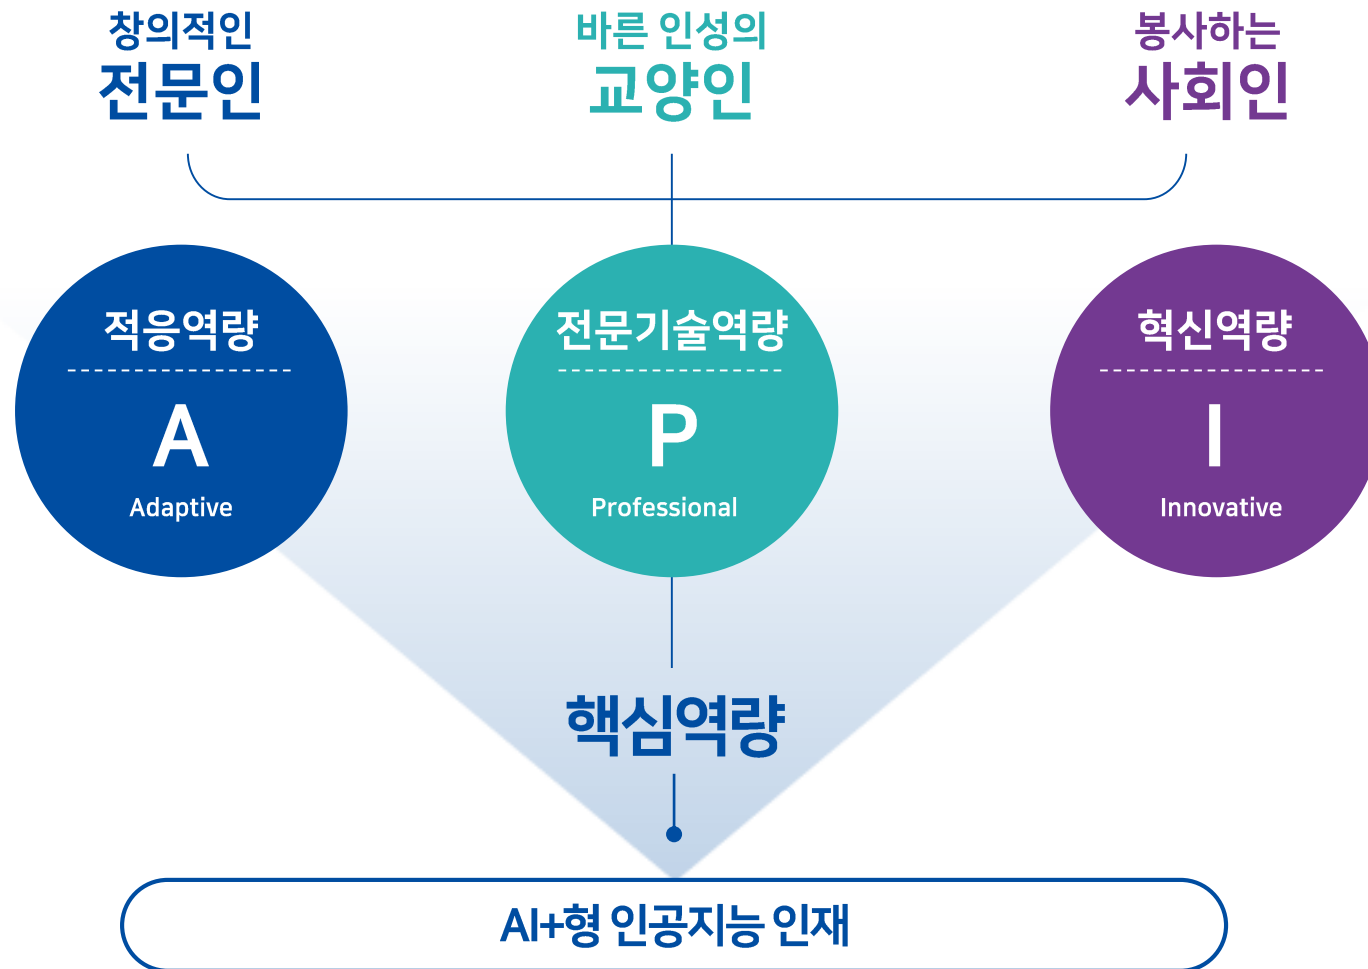 창의적인
전문인
바른 인성의
교양인
봉사하는
사회인
적응역량
A
Adaptive
전문기술역량
P
Professional
혁신역량
I
Innovative
핵심역량
AI+형 인공지능 인재